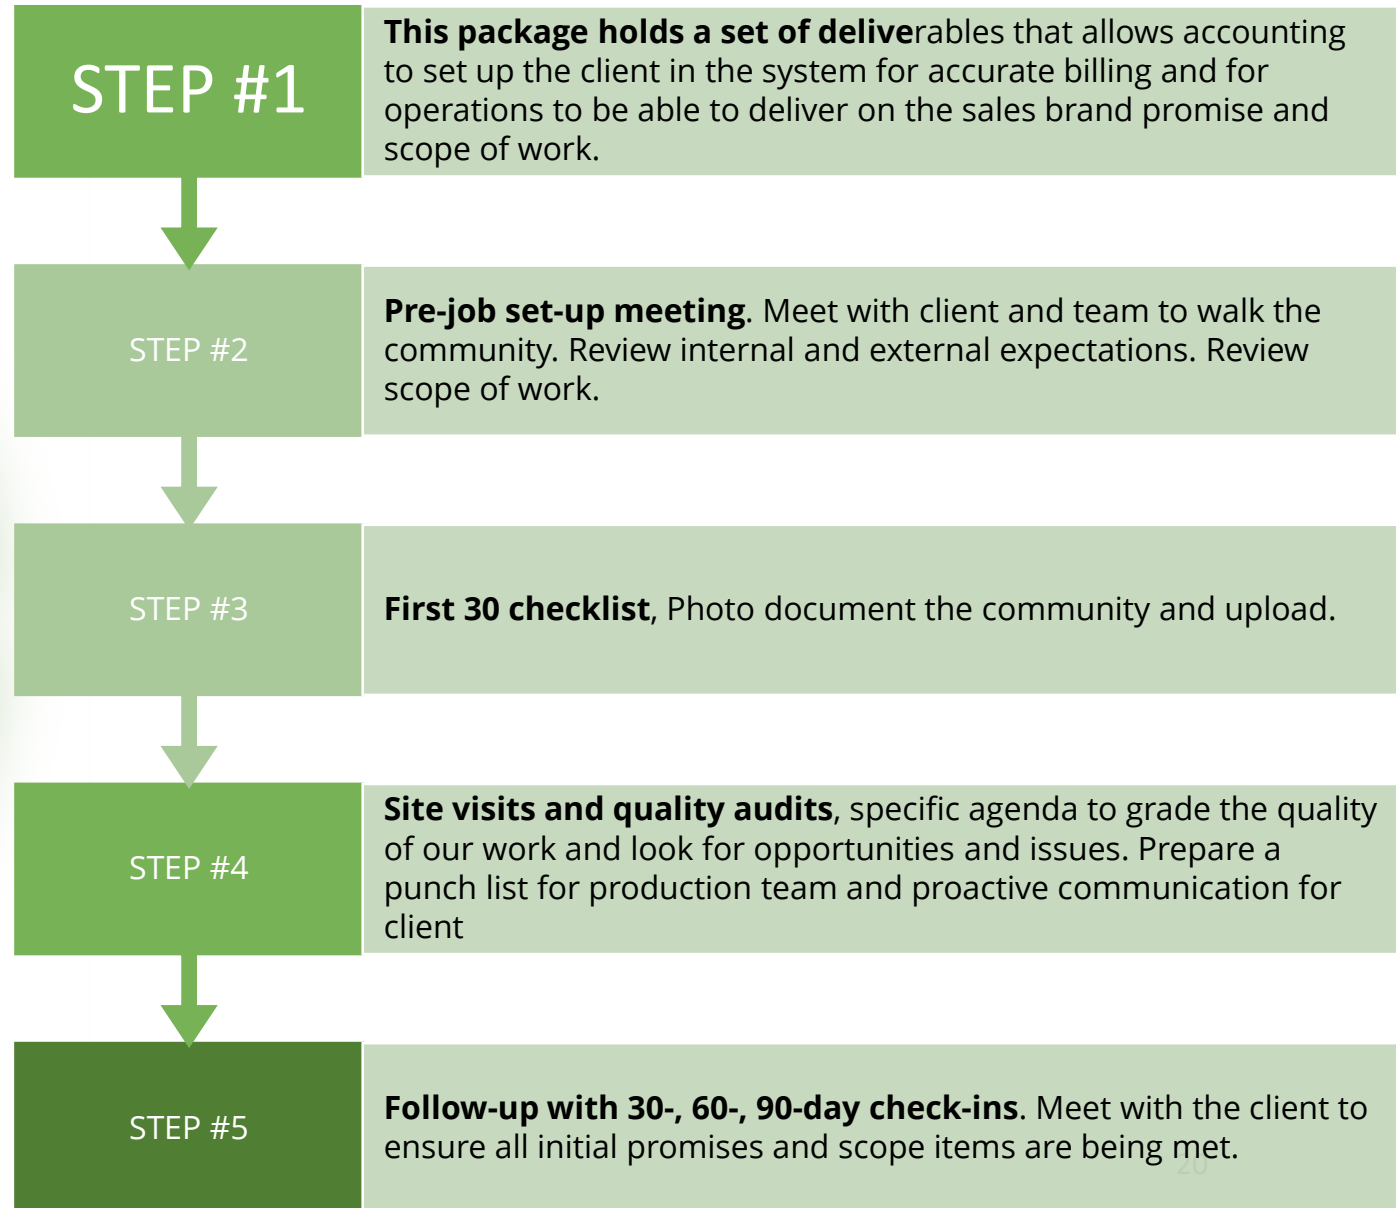 STEP #1
This package holds a set of deliverables that allows accounting
to set up the client in the system for accurate billing and for
operations to be able to deliver on the sales brand promise and
scope of work.
STEP #2
Pre-job set-up meeting. Meet with client and team to walk the
community. Review internal and external expectations. Review
scope of work.
STEP #3
First 30 checklist, Photo document the community and upload.
STEP #4
Site visits and quality audits, specific agenda to grade the quality
of our work and look for opportunities and issues. Prepare a
punch list for production team and proactive communication for
client
STEP #5
Follow-up with 30-, 60-, 90-day check-ins. Meet with the client to
ensure all initial promises and scope items are being met.
20